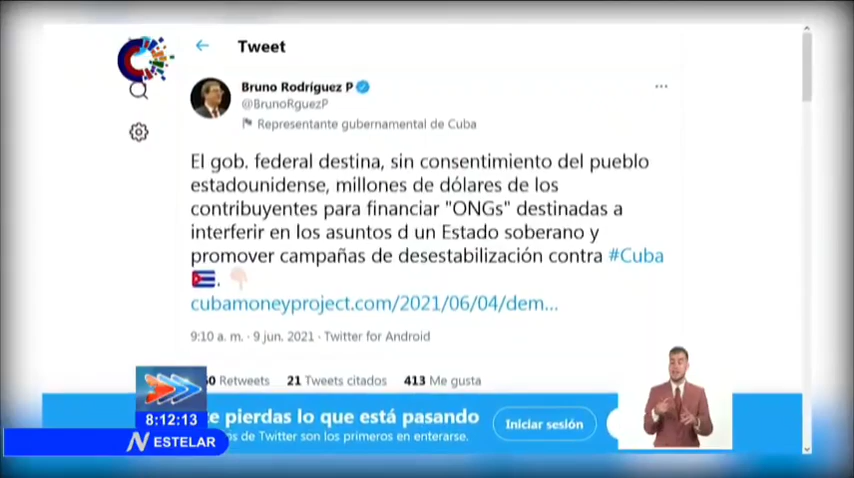 Tweet
Bruno Rodríguez P
@BrunoRguezP
Representante gubernamental de Cuba
El gob. federal destina, sin consentimiento del pueblo
estadounidense, millones de dólares de los
contribuyentes para financiar "ONGs" destinadas a
interferir en los asuntos d un Estado soberano y
promover campañas de desestabilización contra #Cuba
🇨🇺. 👇🏻
cubamoneyproject.com/2021/06/04/dem...
9:10 a. m. · 9 jun. 2021 · Twitter for Android
Retweets 21 Tweets citados 413 Me gusta
pierdas lo que está pasando
Iniciar sesión
de Twitter son los primeros en enterarse.
8:12:13
N ESTELAR